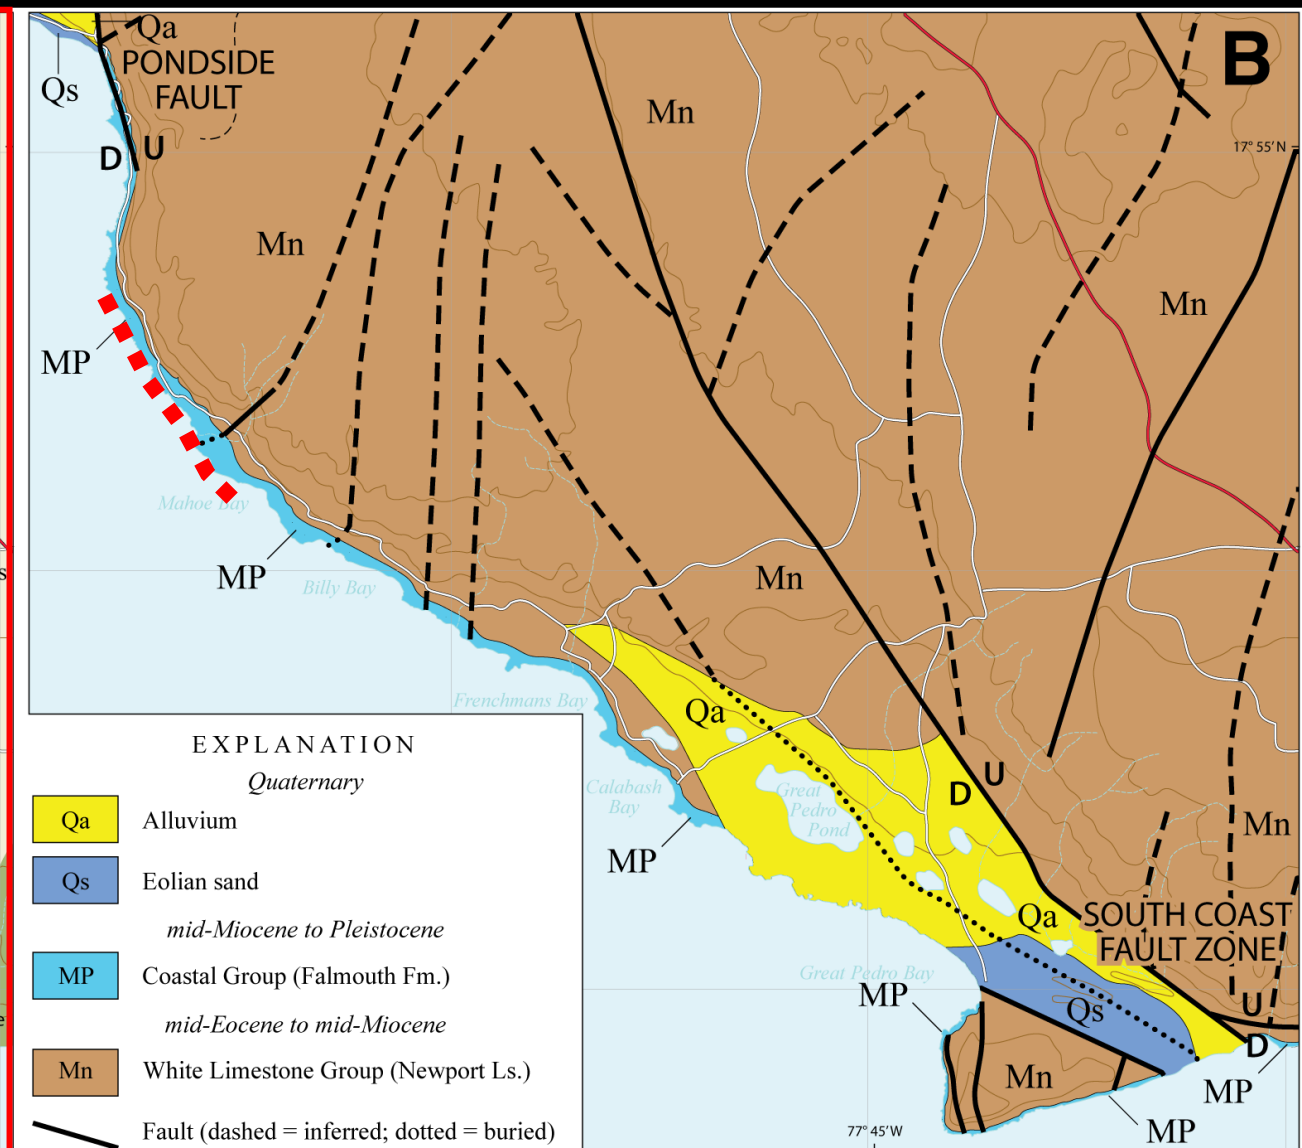 Qa
PONDSIDE
FAULT
B
Qs
Mn
17° 55' N
D U
Mn
Mn
MP
Mahoe Bay
MP
Billy Bay
Mn
Frenchmans Bay
Qa
U
D
Great
Pedro
Pond
Calabash
Bay
Mn
MP
Qa
SOUTH COAST
FAULT ZONE
Great Pedro Bay
MP
Qs
U
D
Mn
MP
MP
77° 45' W
EXPLANATION
Quaternary
Qa Alluvium
Qs Eolian sand
mid-Miocene to Pleistocene
MP Coastal Group (Falmouth Fm.)
mid-Eocene to mid-Miocene
Mn White Limestone Group (Newport Ls.)
Fault (dashed = inferred; dotted = buried)